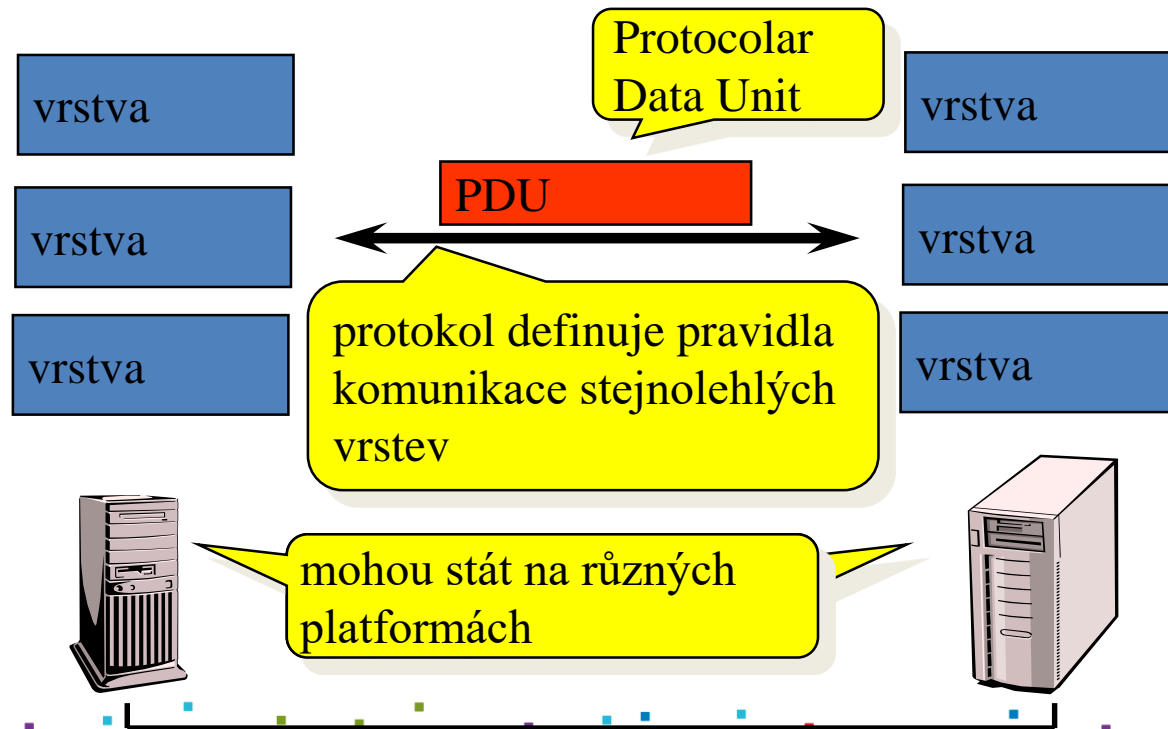 Protocolar
Data Unit
vrstva
vrstva
PDU
vrstva
vrstva
protokol definuje pravidla
komunikace stejnolehlých
vrstev
vrstva
vrstva
mohou stát na různých
platformách